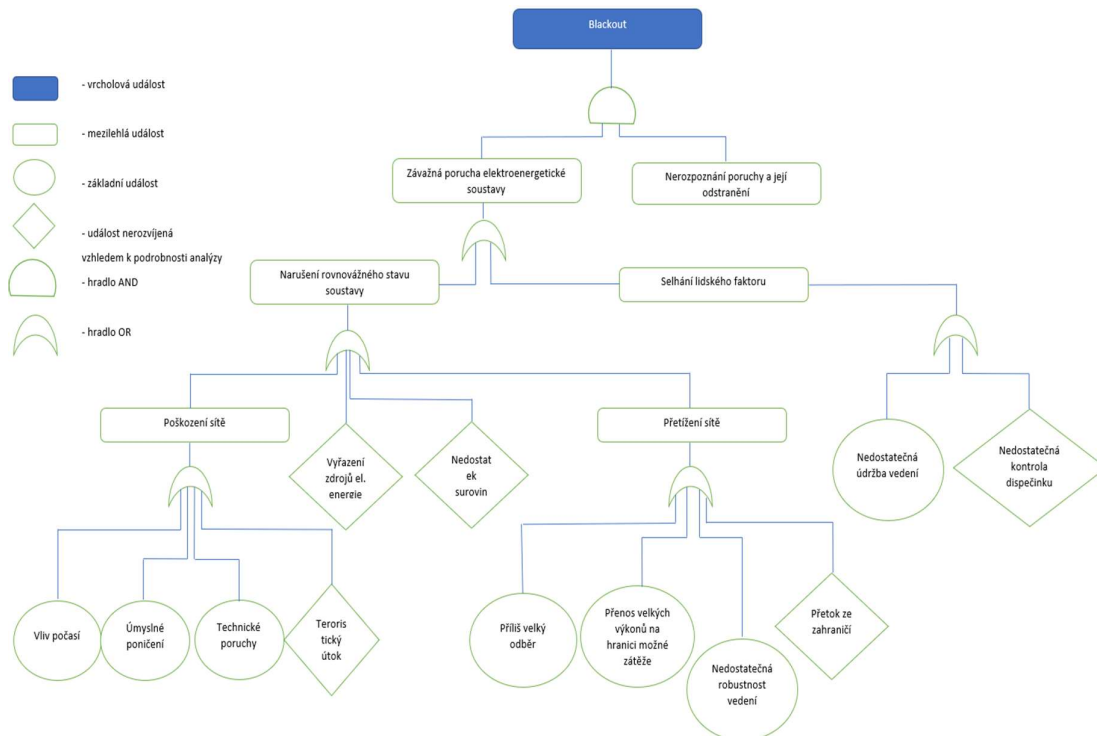 Blackout
- vrcholová událost
- mezilehlá událost
- základní událost
- událost nerozvíjená
vzhledem k podrobnosti analýzy
- hradlo AND
- hradlo OR
Závažná porucha elektroenergetické
soustavy
Nerozpoznání poruchy a její
odstranění
Narušení rovnovážného stavu
soustavy
Selhání lidského faktoru
Poškození sítě
Vyřazení
zdrojů el.
energie
Nedostat
ek
surovin
Přetížení sítě
Nedostatečná
údržba vedení
Nedostatečná
kontrola
dispečinku
Vliv počasí
Úmyslné
poničení
Technické
poruchy
Teroris
tický
útok
Příliš velký
odběr
Přenos velkých
výkonů na
hranici možné
zátěže
Nedostatečná
robustnost
vedení
Přetok ze
zahraničí